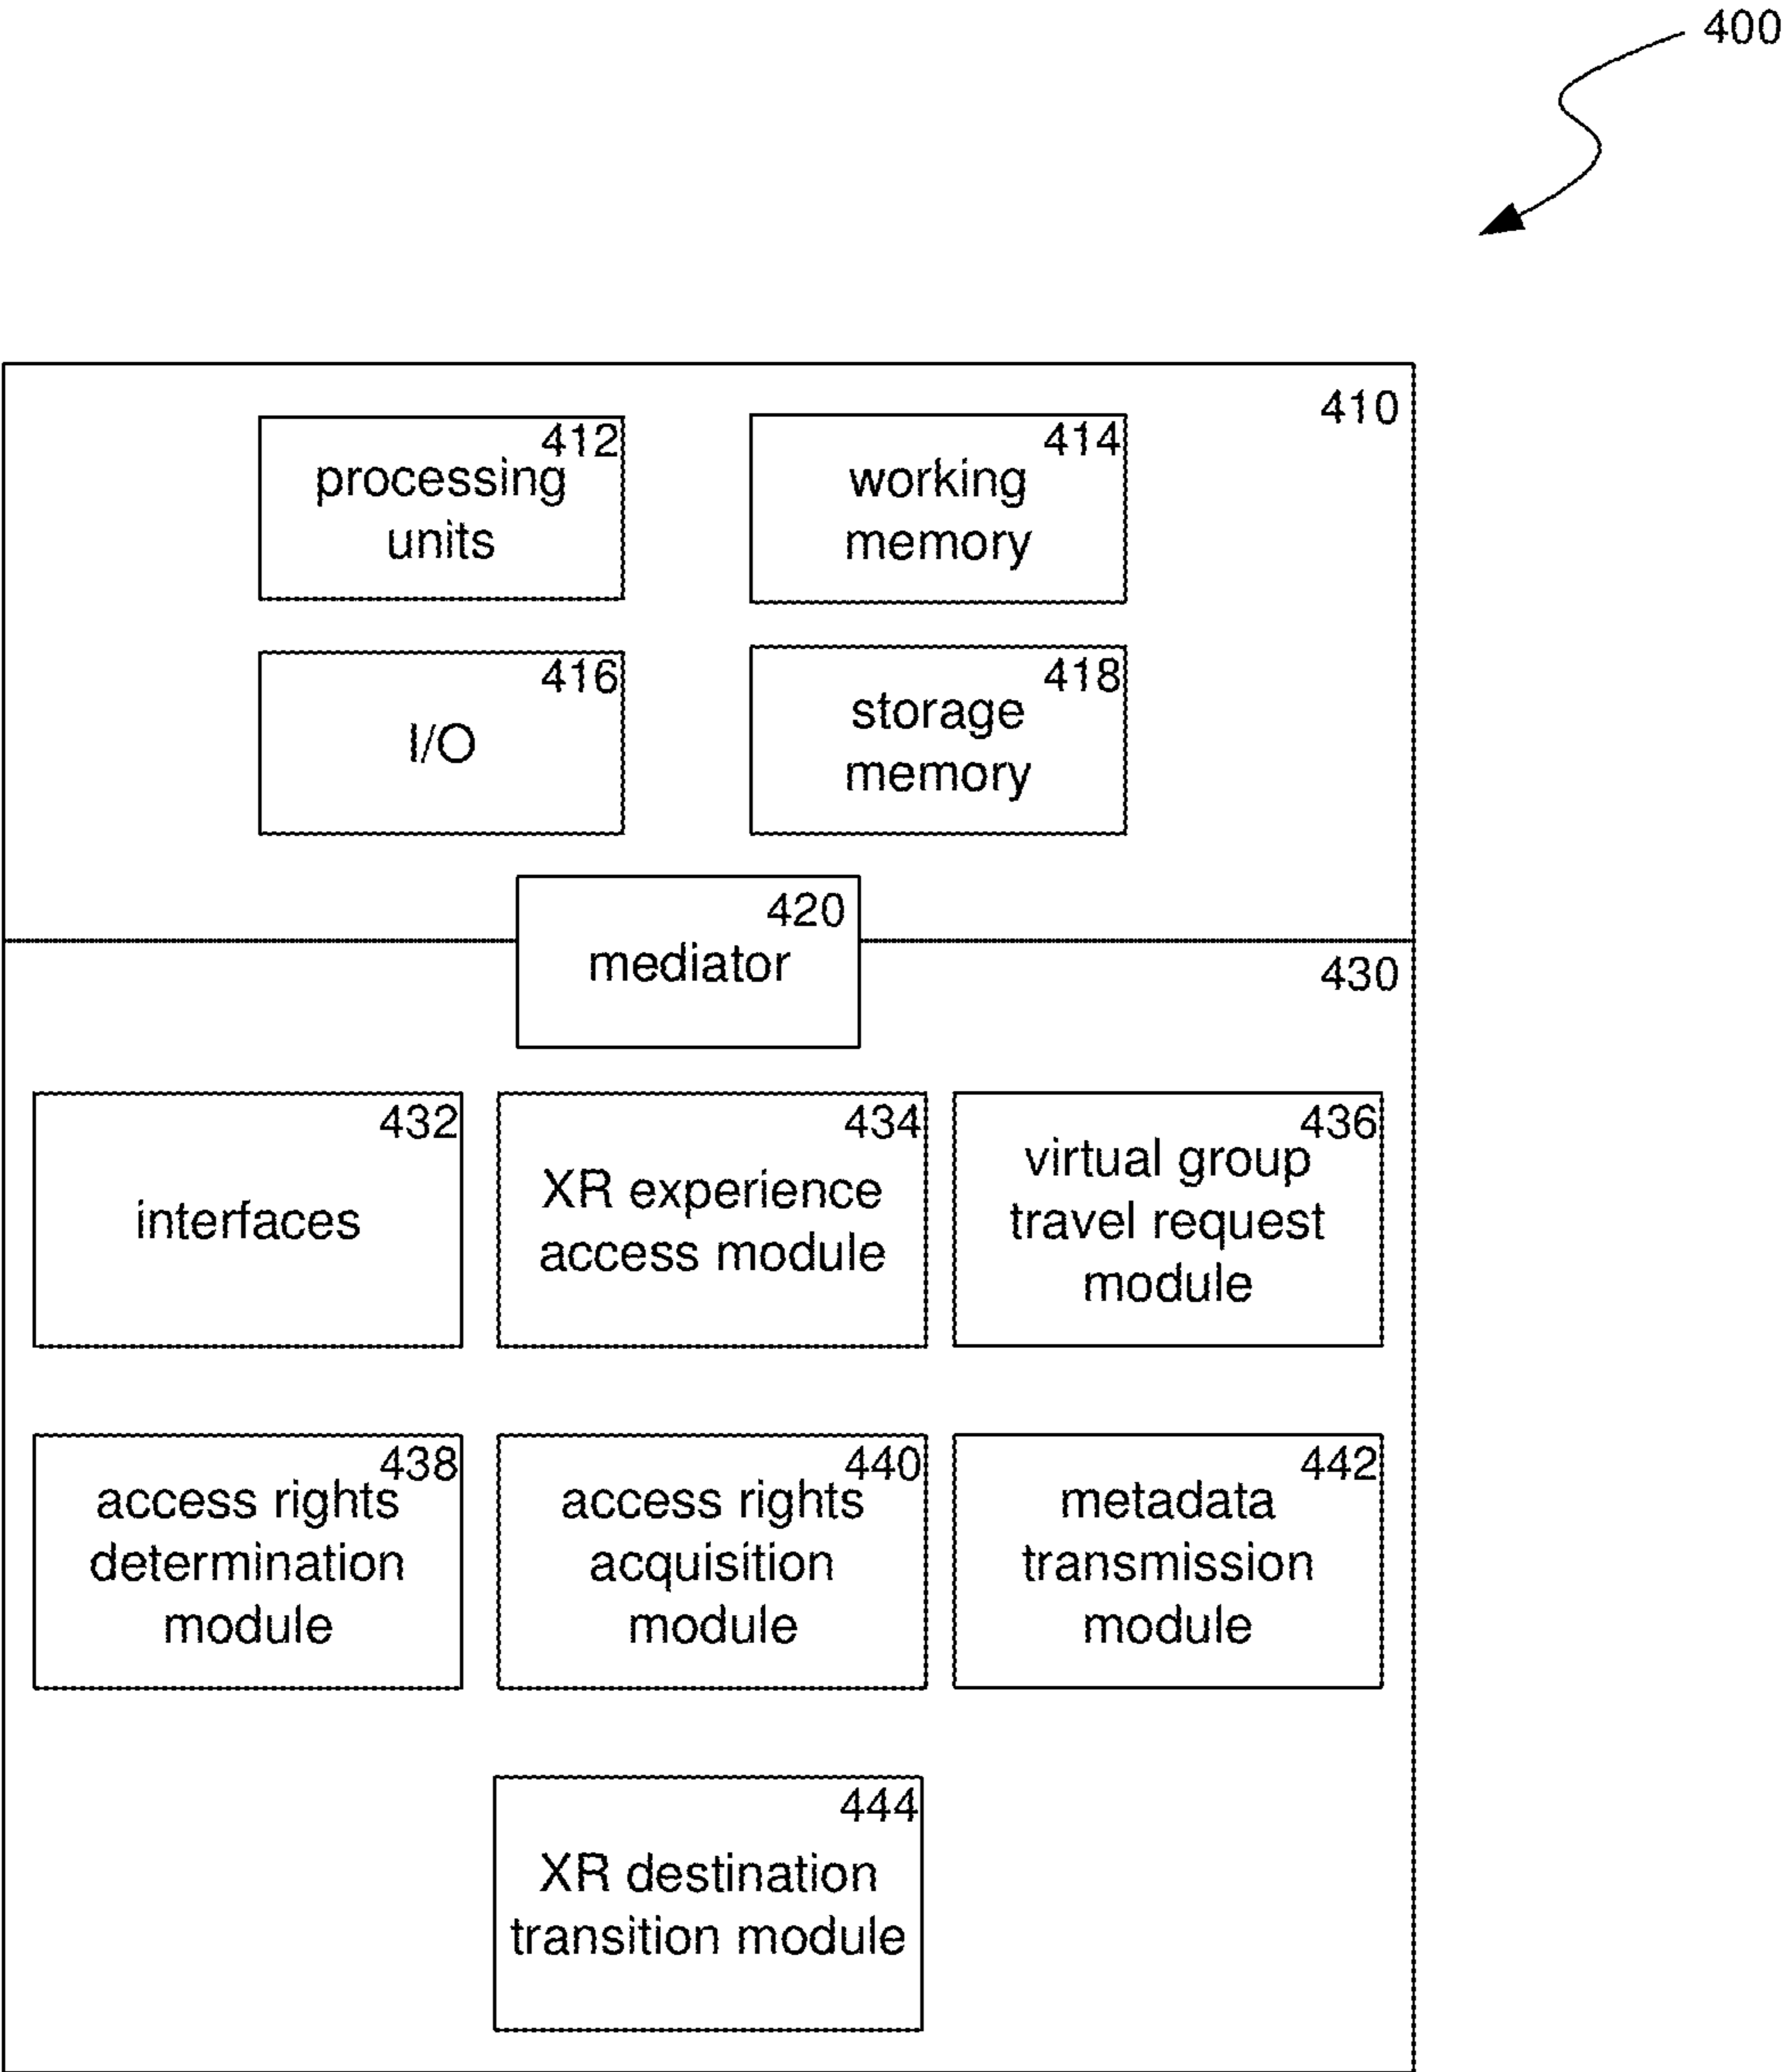 400
410
412
processing
units
414
working
memory
416
I/O
418
storage
memory
420
mediator
430
432
interfaces
434
XR experience
access module
436
virtual group
travel request
module
438
access rights
determination
module
440
access rights
acquisition
module
442
metadata
transmission
module
444
XR destination
transition module